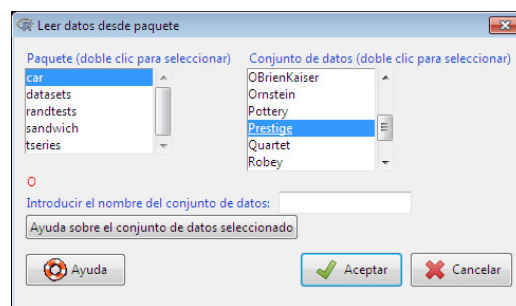 Leer datos desde paquete
Paquete (doble clic para seleccionar)
car
datasets
randtests
sandwich
tseries
Conjunto de datos (doble clic para seleccionar)
OBrienKaiser
Ornstein
Pottery
Prestige
Quartet
Robey
O
Introducir el nombre del conjunto de datos:
Ayuda sobre el conjunto de datos seleccionado
Ayuda
Aceptar
Cancelar